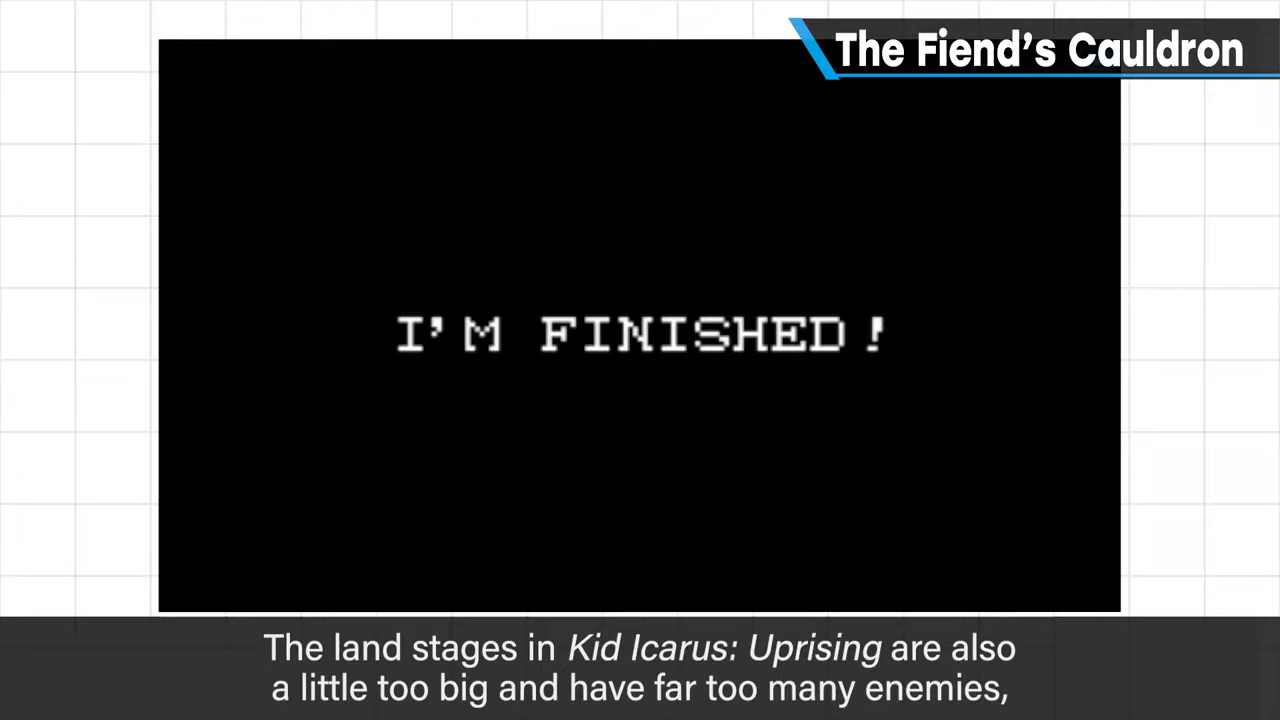 The Fiend's Cauldron
I'M FINISHED!
The land stages in Kid Icarus: Uprising are also
a little too big and have far too many enemies,